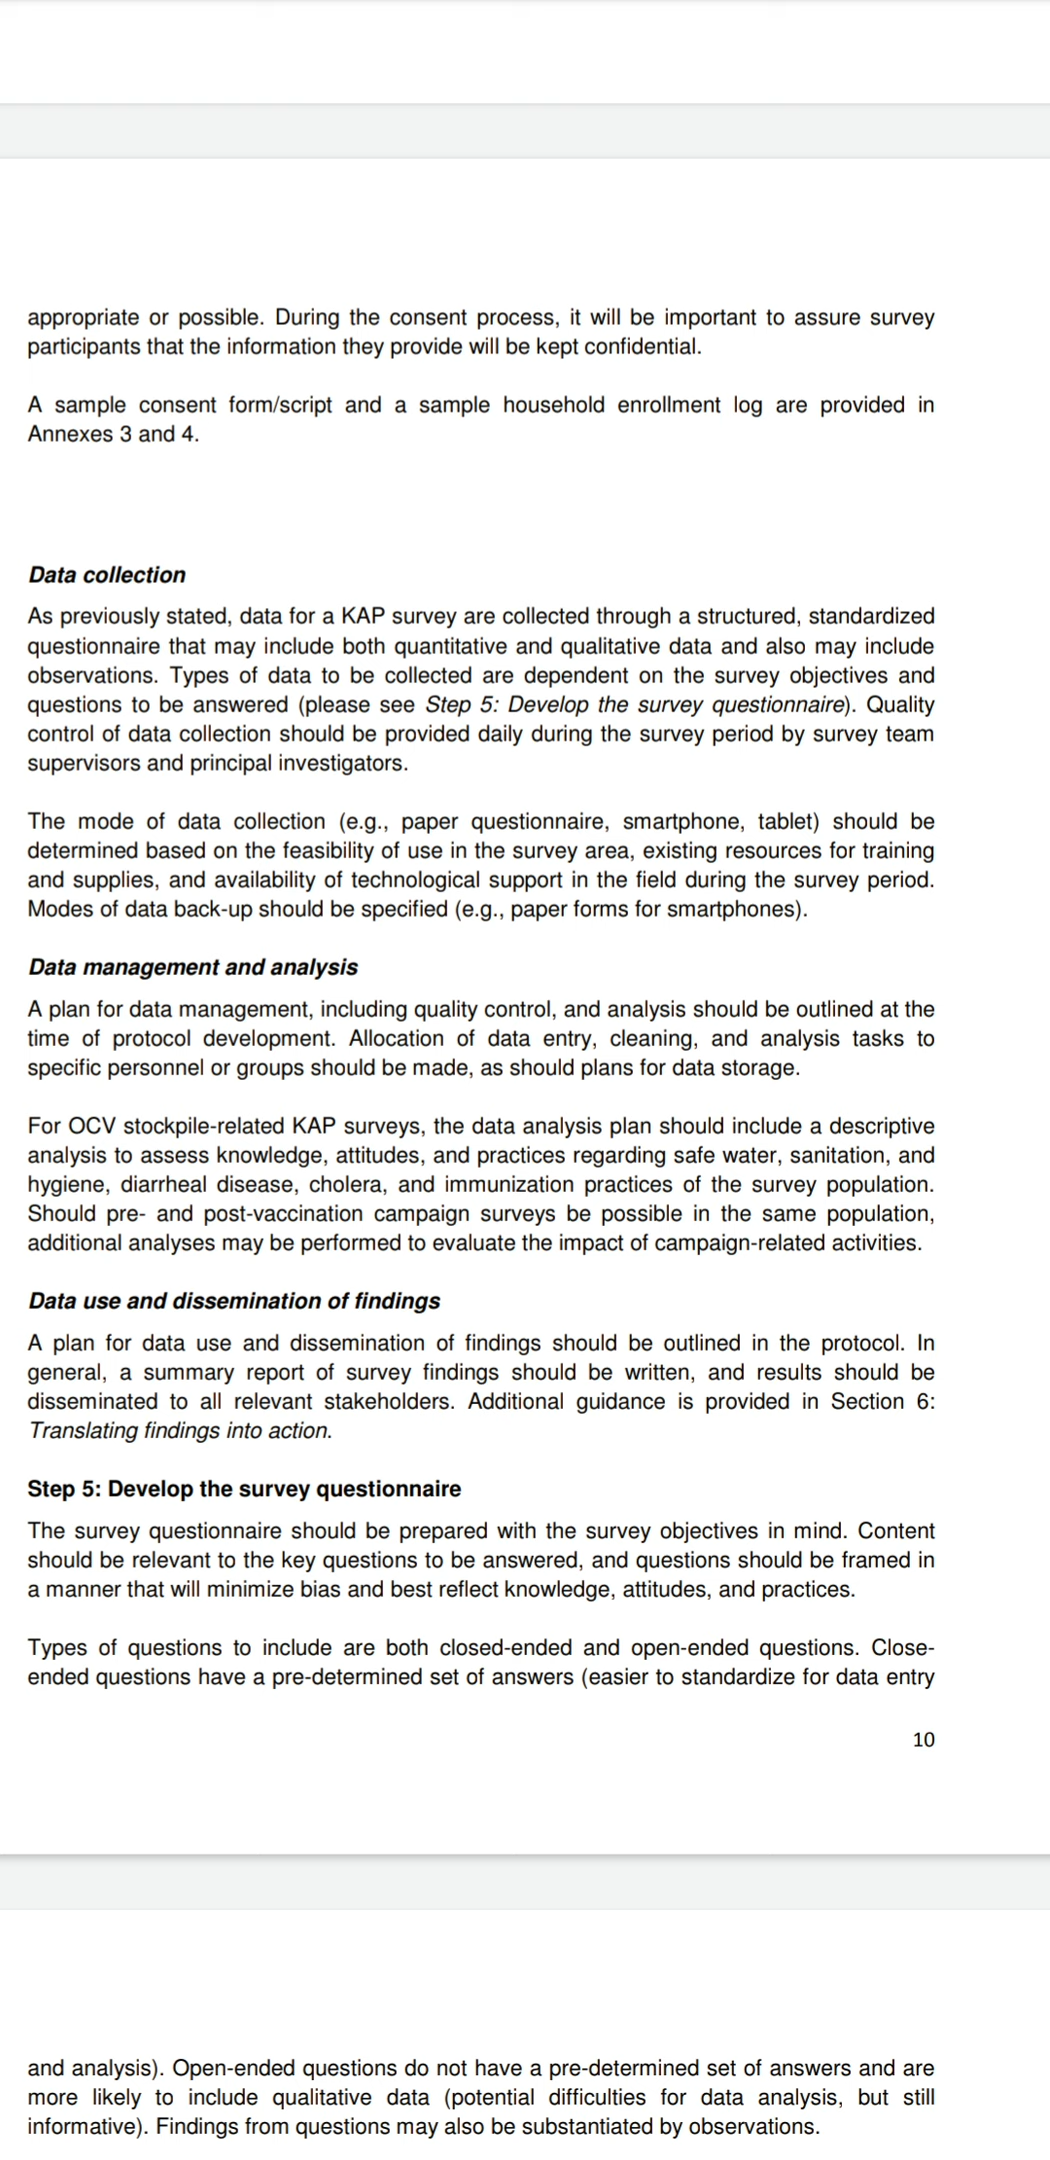 appropriate or possible. During the consent process, it will be important to assure survey
participants that the information they provide will be kept confidential.
A sample consent form/script and a sample household enrollment log are provided in
Annexes 3 and 4.
Data collection
As previously stated, data for a KAP survey are collected through a structured, standardized
questionnaire that may include both quantitative and qualitative data and also may include
observations. Types of data to be collected are dependent on the survey objectives and
questions to be answered (please see Step 5: Develop the survey questionnaire). Quality
control of data collection should be provided daily during the survey period by survey team
supervisors and principal investigators.
The mode of data collection (e.g., paper questionnaire, smartphone, tablet) should be
determined based on the feasibility of use in the survey area, existing resources for training
and supplies, and availability of technological support in the field during the survey period.
Modes of data back-up should be specified (e.g., paper forms for smartphones).
Data management and analysis
A plan for data management, including quality control, and analysis should be outlined at the
time of protocol development. Allocation of data entry, cleaning, and analysis tasks to
specific personnel or groups should be made, as should plans for data storage.
For OCV stockpile-related KAP surveys, the data analysis plan should include a descriptive
analysis to assess knowledge, attitudes, and practices regarding safe water, sanitation, and
hygiene, diarrheal disease, cholera, and immunization practices of the survey population.
Should pre- and post-vaccination campaign surveys be possible in the same population,
additional analyses may be performed to evaluate the impact of campaign-related activities.
Data use and dissemination of findings
A plan for data use and dissemination of findings should be outlined in the protocol. In
general, a summary report of survey findings should be written, and results should be
disseminated to all relevant stakeholders. Additional guidance is provided in Section 6:
Translating findings into action.
Step 5: Develop the survey questionnaire
The survey questionnaire should be prepared with the survey objectives in mind. Content
should be relevant to the key questions to be answered, and questions should be framed in
a manner that will minimize bias and best reflect knowledge, attitudes, and practices.
Types of questions to include are both closed-ended and open-ended questions. Close-
ended questions have a pre-determined set of answers (easier to standardize for data entry
10
and analysis). Open-ended questions do not have a pre-determined set of answers and are
more likely to include qualitative data (potential difficulties for data analysis, but still
informative). Findings from questions may also be substantiated by observations.